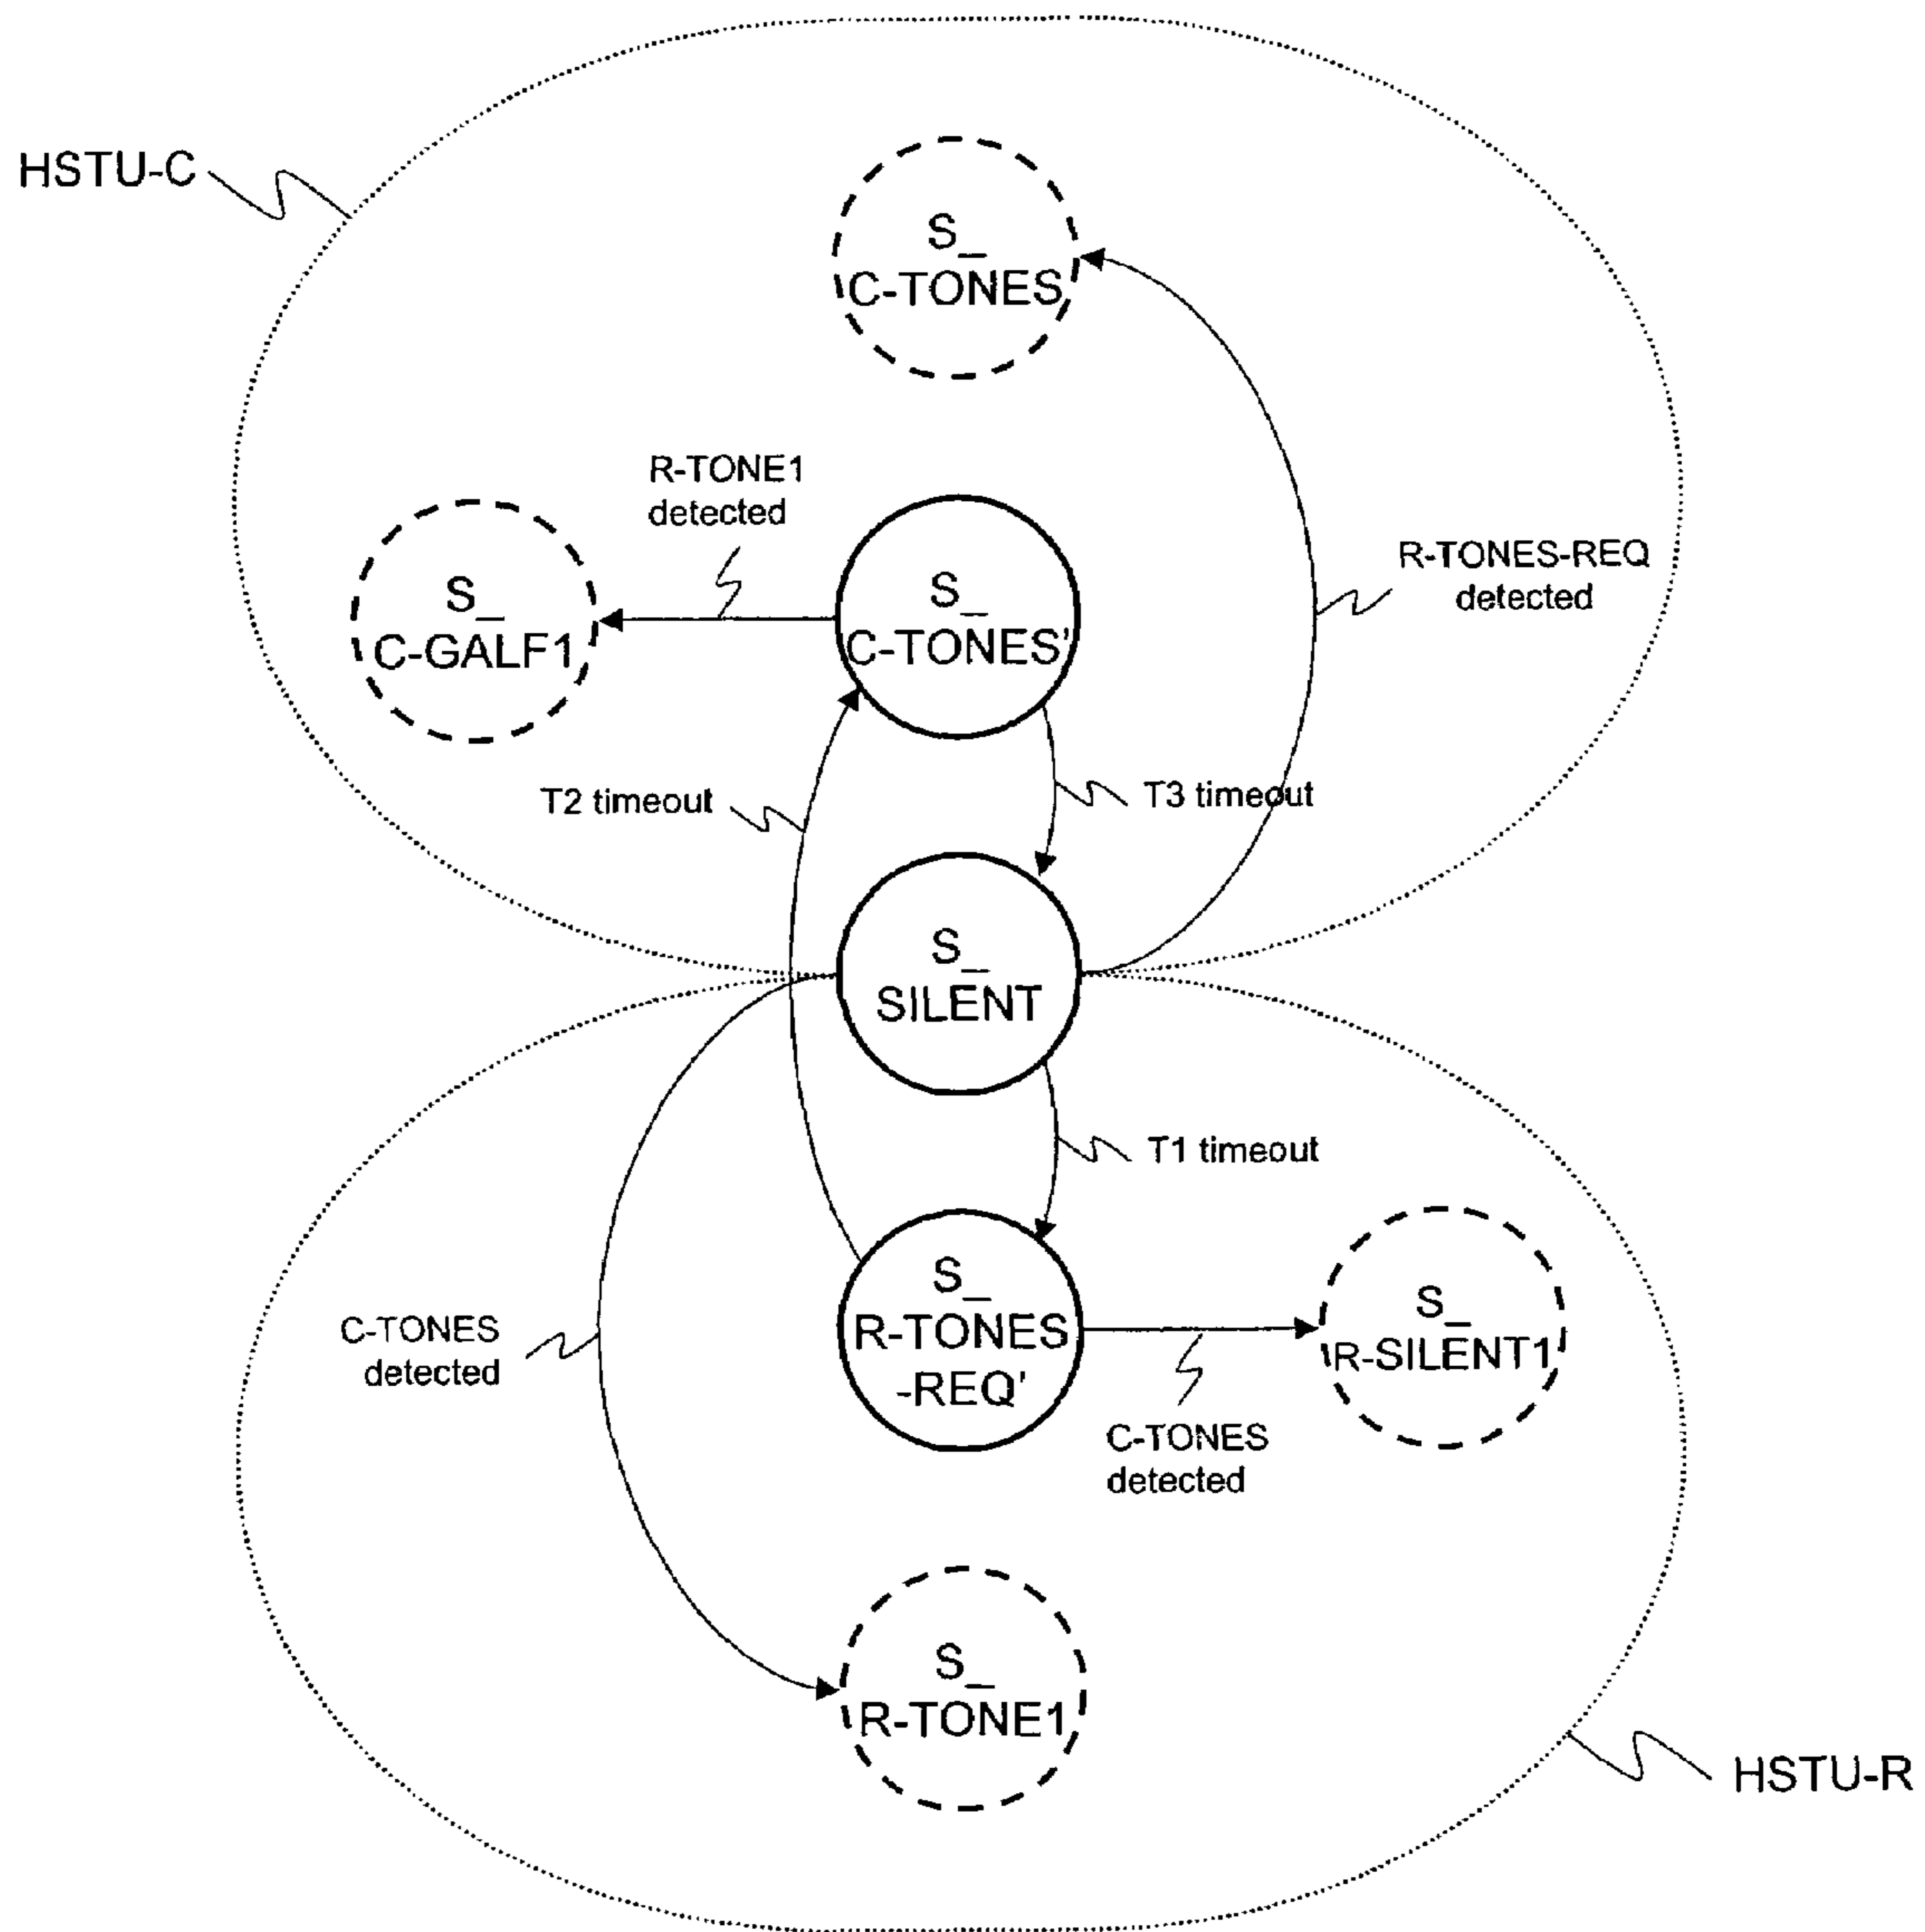 HSTU-C
S_
C-TONES
R-TONE1
detected
S_
C-GALF1
S_
C-TONES'
R-TONES-REQ
detected
T2 timeout
T3 timeout
S_
SILENT
T1 timeout
S_
R-TONES
-REQ'
S_
R-SILENT1
C-TONES
detected
C-TONES
detected
S_
R-TONE1
HSTU-R